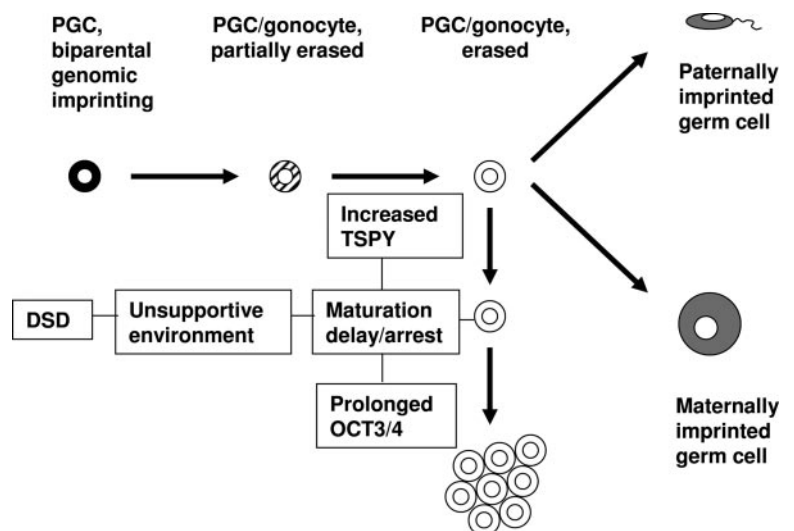 PGC,
biparental
genomic
imprinting
PGC/gonocyte,
partially erased
PGC/gonocyte,
erased
Paternally
imprinted
germ cell
Increased
TSPY
DSD
Unsupportive
environment
Maturation
delay/arrest
Prolonged
OCT3/4
Maternally
imprinted
germ cell